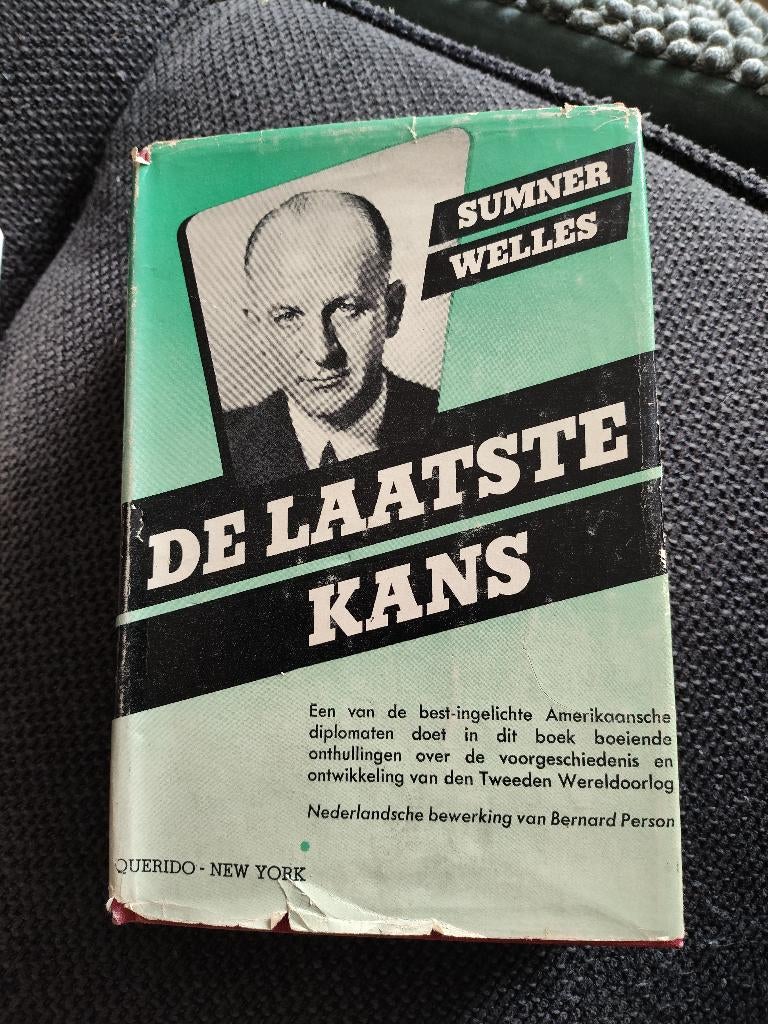 SUMNER
WELLES
DE LAATSTE
KANS
Een van de best-ingelichte Amerikaansche
diplomaten doet in dit boek boeiende
onthullingen over de voorgeschiedenis en
ontwikkeling van den Tweeden Wereldoorlog
Nederlandsche bewerking van Bernard Person
QUERIDO - NEW YORK